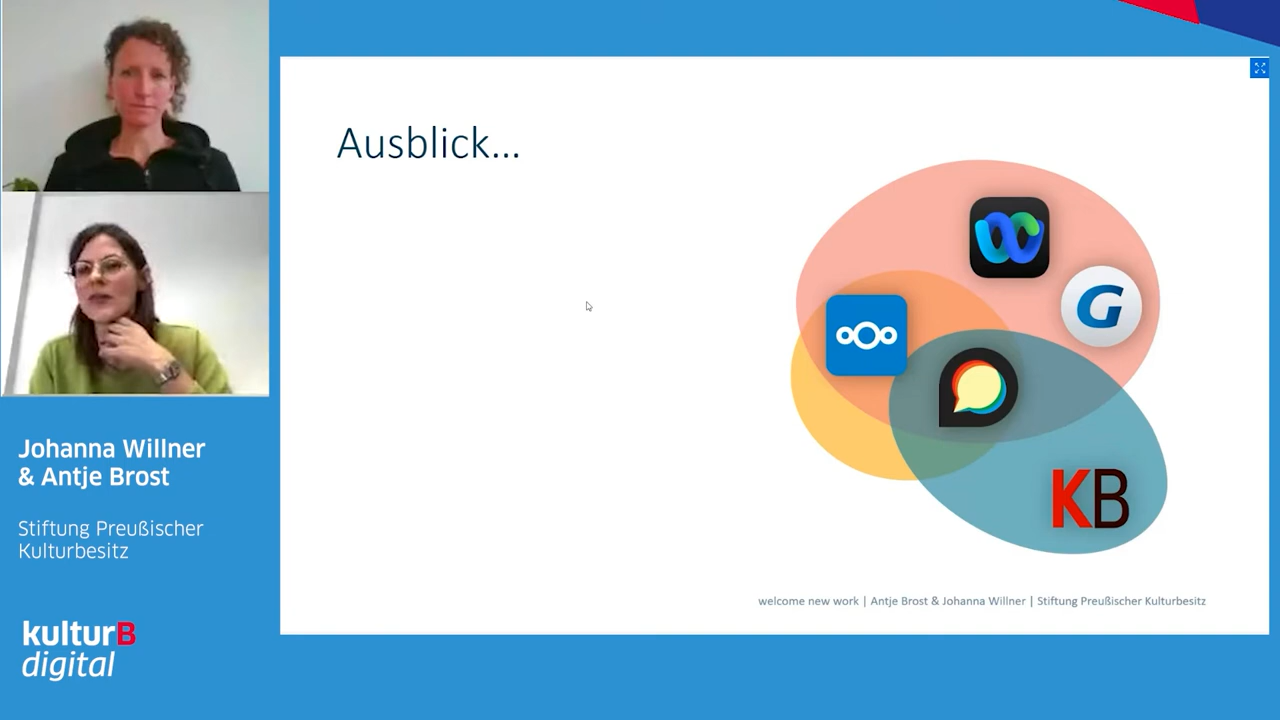 Ausblick...
G
KB
welcome new work | Antje Brost & Johanna Willner | Stiftung Preußischer Kulturbesitz
Johanna Willner
& Antje Brost
Stiftung Preußischer
Kulturbesitz
kulturB
digital